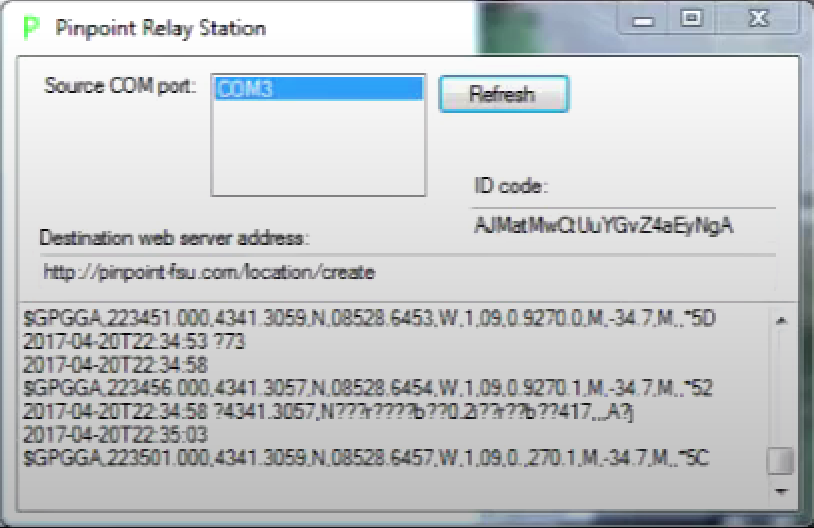 P Pinpoint Relay Station
Source COM port:
COM3
Refresh
ID code:
AJMatMwCtUuYGvZ4aEyNgA
Destination web server address:
http://pinpoint-fsu.com/location/create
$GPGGA,223451.000,4341.3059,N,08528.6453,W,1,09,0.9270.0,M,-34.7,M,,*5D
2017-04-20T22:34:53 ?73
2017-04-20T22:34:58
$GPGGA,223456.000,4341.3057,N,08528.6454,W,1,09,0.9270.1,M,-34.7,M,,*52
2017-04-20T22:34:58 ?4341.3057,N???r????b??0.2i??r??b??417,,,A?j
2017-04-20T22:35:03
$GPGGA,223501.000,4341.3059,N,08528.6457,W,1,09,0.,270.1,M,-34.7,M,,*5C